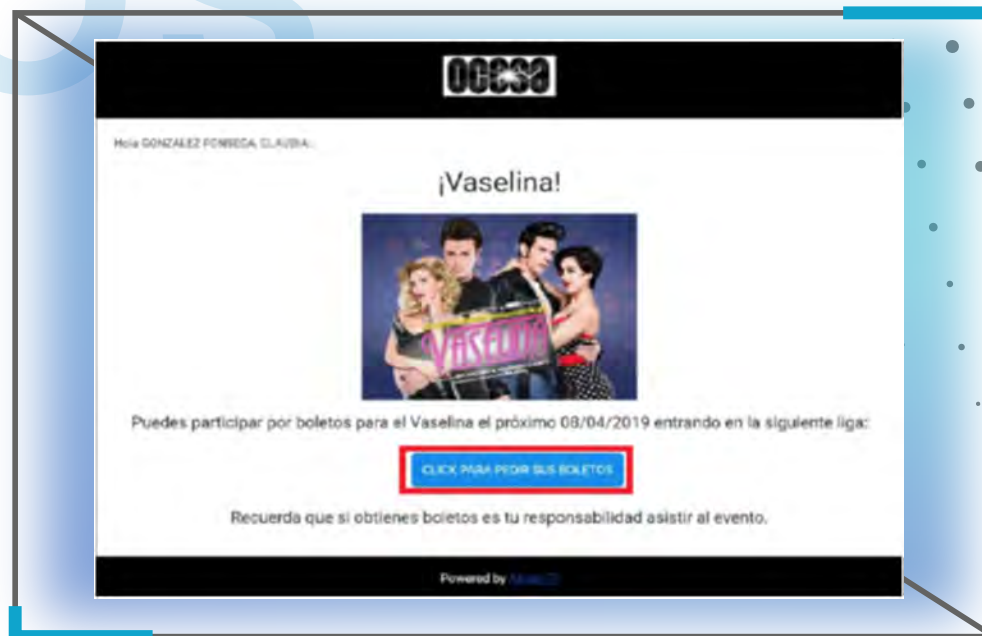 ocesa
Hola GONZALEZ FONSECA, CLAUDIA:
¡Vaselina!
VASELINA
Puedes participar por boletos para el Vaselina el próximo 08/04/2019 entrando en la siguiente liga:
CLICK PARA PEDIR SUS BOLETOS
Recuerda que si obtienes boletos es tu responsabilidad asistir al evento.
Powered by